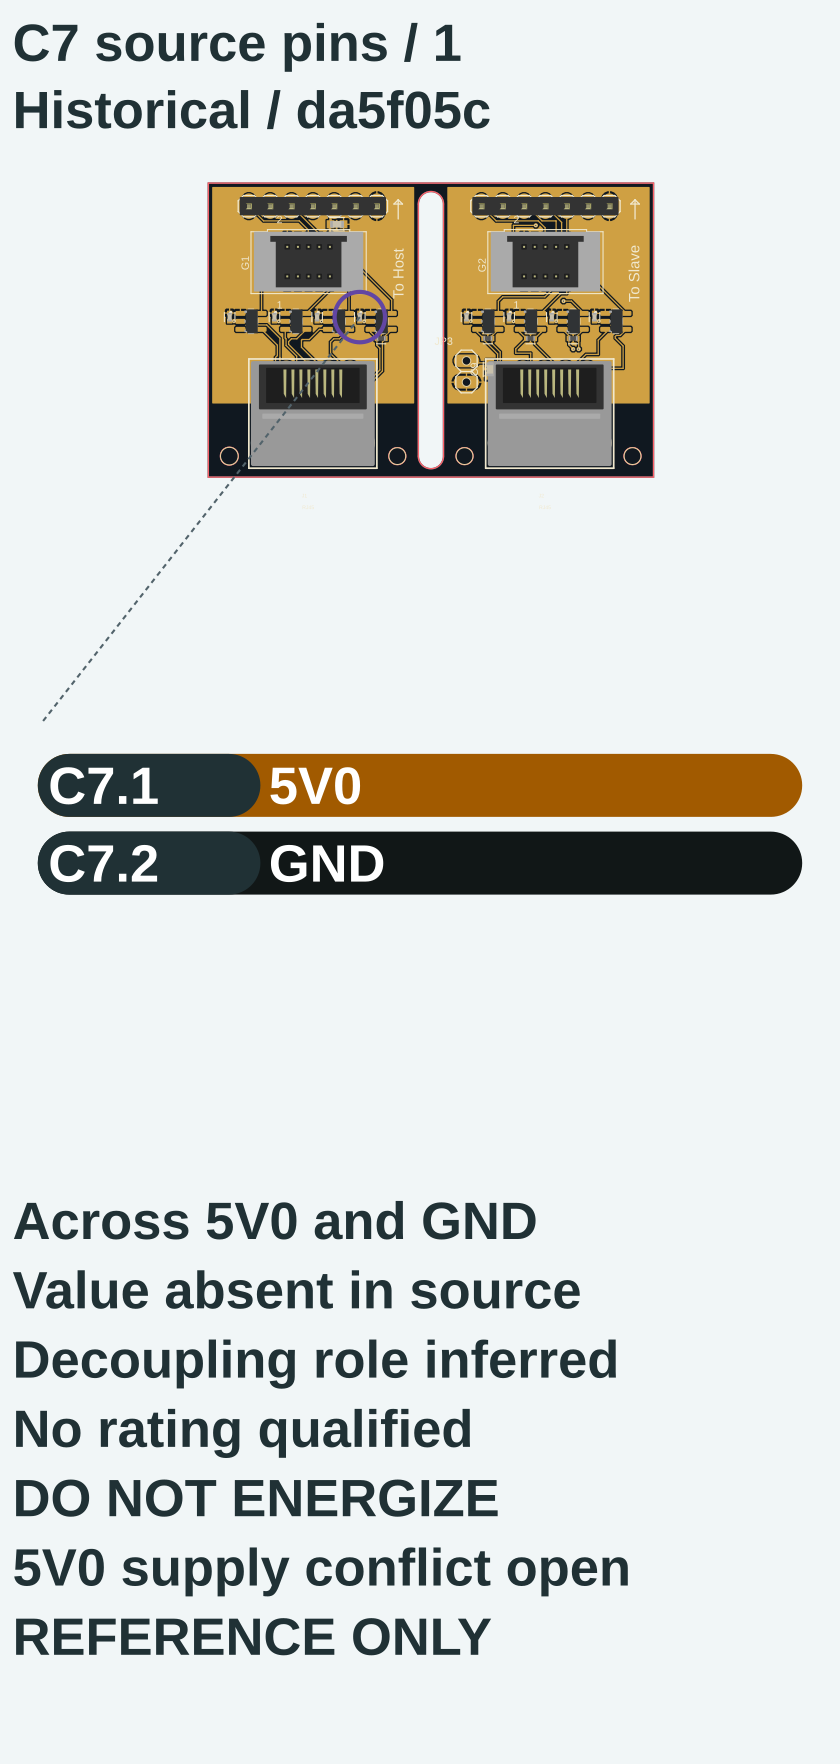 C7 source pins / 1
Historical / da5f05c
G1
To Host
1
G2
To Slave
1
C7.1 5V0
C7.2 GND
Across 5V0 and GND
Value absent in source
Decoupling role inferred
No rating qualified
DO NOT ENERGIZE
5V0 supply conflict open
REFERENCE ONLY